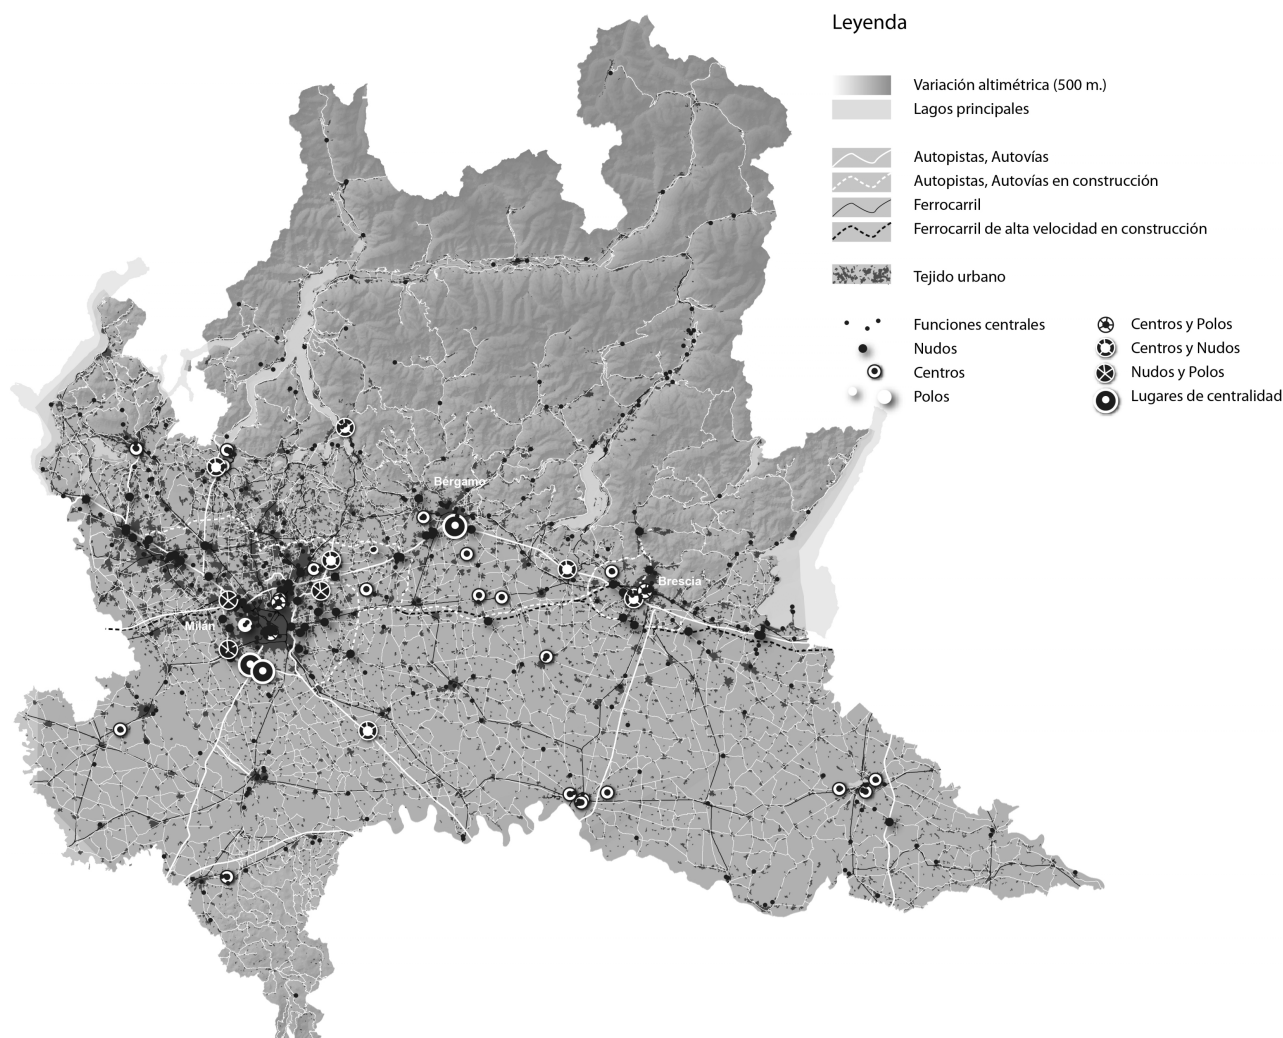 Leyenda
Variación altimétrica (500 m.)
Lagos principales
Autopistas, Autovías
Autopistas, Autovías en construcción
Ferrocarril
Ferrocarril de alta velocidad en construcción
Tejido urbano
Funciones centrales
Nudos
Centros
Polos
Centros y Polos
Centros y Nudos
Nudos y Polos
Lugares de centralidad
Bérgamo
Brescia
Milán